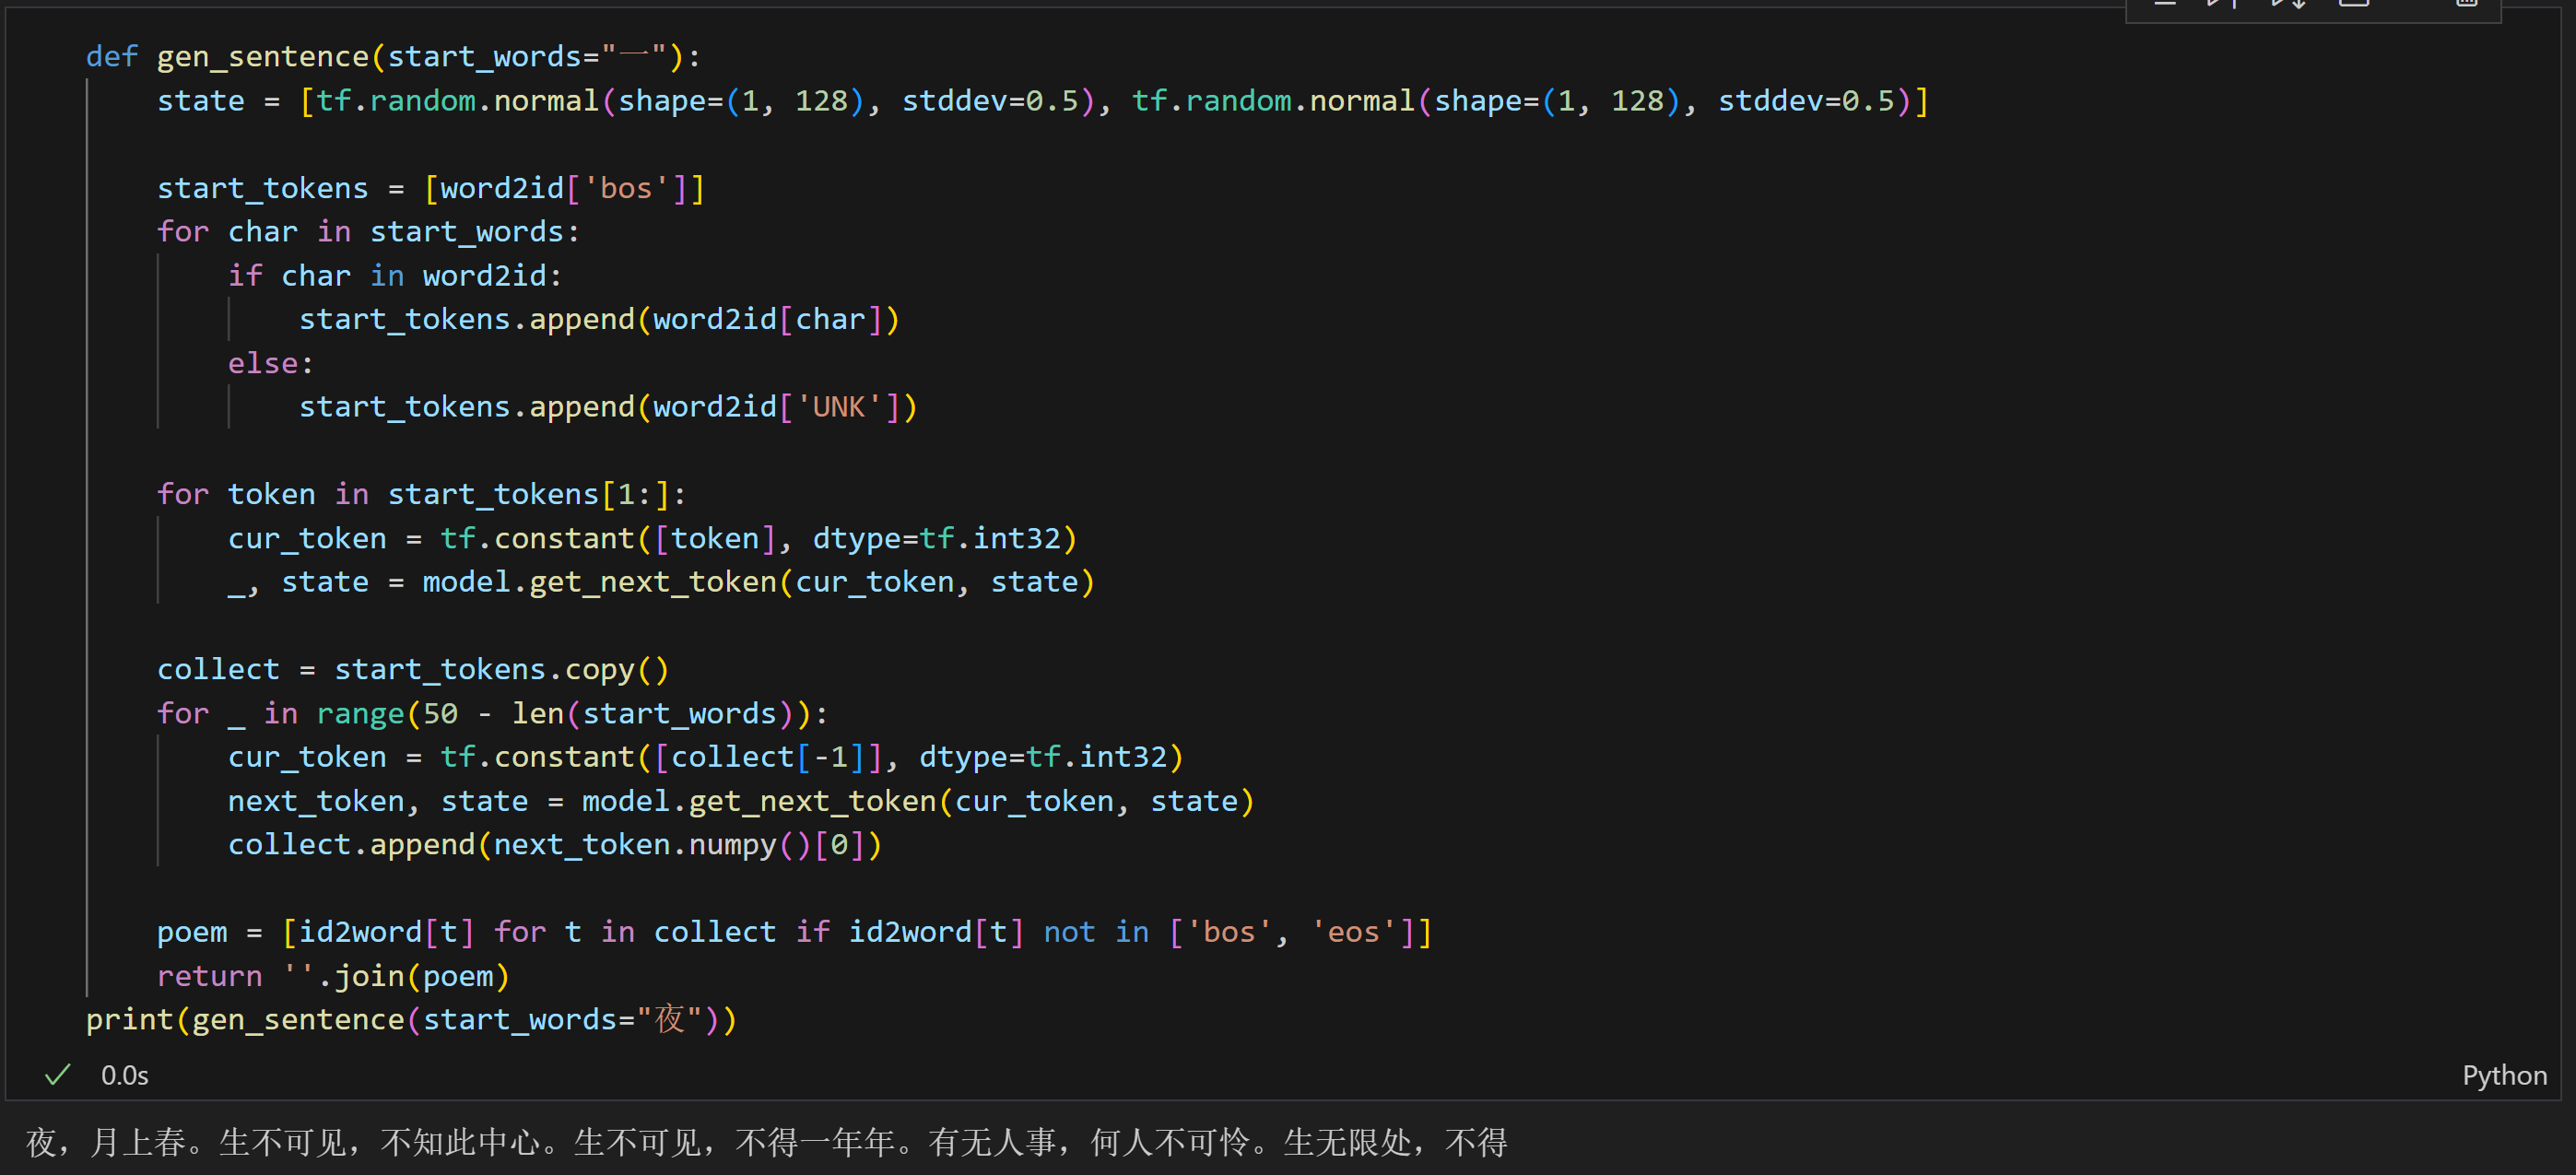 def gen_sentence(start_words="一"):
    state = [tf.random.normal(shape=(1, 128), stddev=0.5), tf.random.normal(shape=(1, 128), stddev=0.5)]

    start_tokens = [word2id['bos']]
    for char in start_words:
        if char in word2id:
            start_tokens.append(word2id[char])
        else:
            start_tokens.append(word2id['UNK'])

    for token in start_tokens[1:]:
        cur_token = tf.constant([token], dtype=tf.int32)
        _, state = model.get_next_token(cur_token, state)

    collect = start_tokens.copy()
    for _ in range(50 - len(start_words)):
        cur_token = tf.constant([collect[-1]], dtype=tf.int32)
        next_token, state = model.get_next_token(cur_token, state)
        collect.append(next_token.numpy()[0])

    poem = [id2word[t] for t in collect if id2word[t] not in ['bos', 'eos']]
    return ''.join(poem)
print(gen_sentence(start_words="夜"))
0.0s
Python
夜，月上春。生不可见，不知此中心。生不可见，不得一年年。有无人事，何人不可怜。生无限处，不得